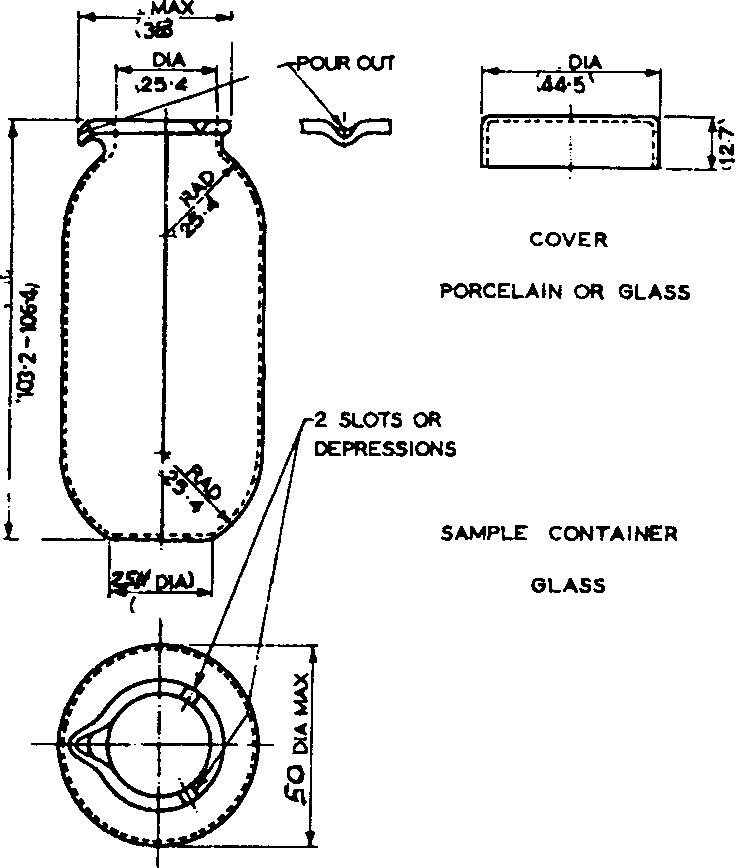 MAX
38
DIA
25·4
POUR OUT
DIA
44·5
12·7
RAD
25·4
COVER
PORCELAIN OR GLASS
103·2 – 106·4
2 SLOTS OR
DEPRESSIONS
RAD
25·4
SAMPLE CONTAINER
GLASS
DIA)
50 DIA MAX